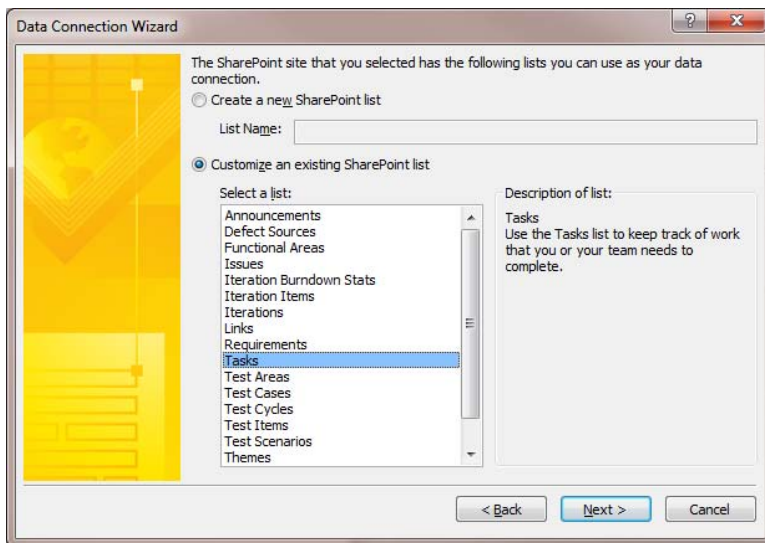 Data Connection Wizard
The SharePoint site that you selected has the following lists you can use as your data
connection.
Create a new SharePoint list
List Name:
Customize an existing SharePoint list
Select a list:
Announcements
Defect Sources
Functional Areas
Issues
Iteration Burndown Stats
Iteration Items
Iterations
Links
Requirements
Tasks
Test Areas
Test Cases
Test Cycles
Test Items
Test Scenarios
Themes
Description of list:
Tasks
Use the Tasks list to keep track of work
that you or your team needs to
complete.
< Back
Next >
Cancel